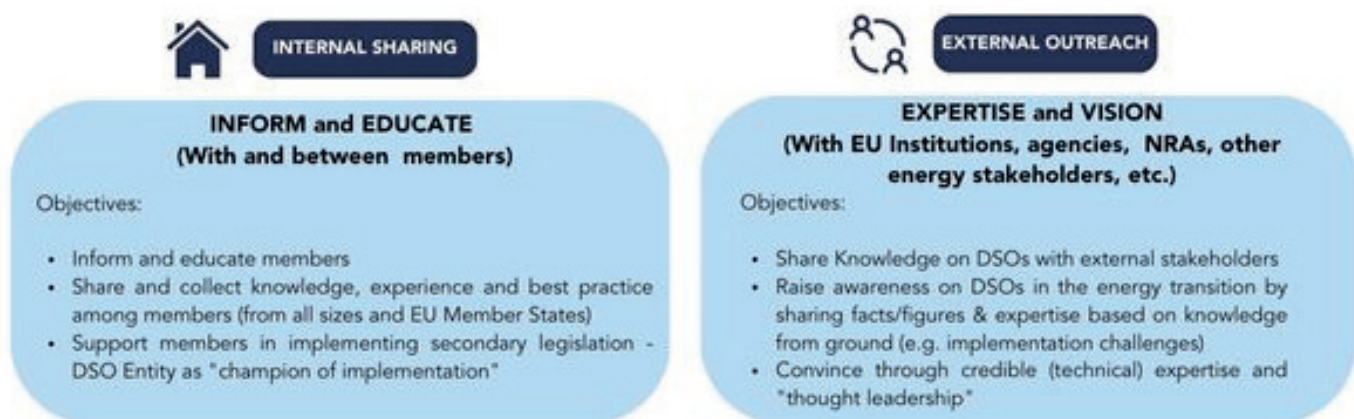 INTERNAL SHARING
INFORM and EDUCATE
(With and between members)
Objectives:
• Inform and educate members
• Share and collect knowledge, experience and best practice
among members (from all sizes and EU Member States)
• Support members in implementing secondary legislation -
DSO Entity as "champion of implementation"
EXTERNAL OUTREACH
EXPERTISE and VISION
(With EU Institutions, agencies, NRAs, other
energy stakeholders, etc.)
Objectives:
• Share Knowledge on DSOs with external stakeholders
• Raise awareness on DSOs in the energy transition by
sharing facts/figures & expertise based on knowledge
from ground (e.g. implementation challenges)
• Convince through credible (technical) expertise and
"thought leadership"